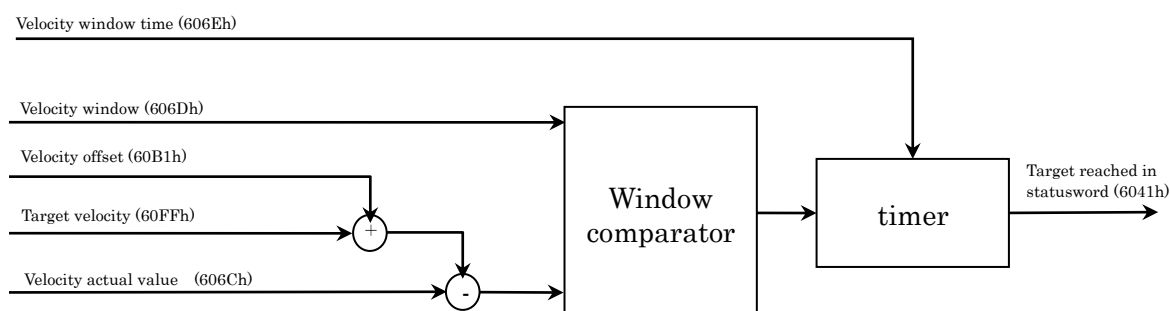 Velocity window time (606Eh)
Velocity window (606Dh)
Velocity offset (60B1h)
Target velocity (60FFh)
+
Velocity actual value (606Ch)
-
Window
comparator
timer
Target reached in
statusword (6041h)